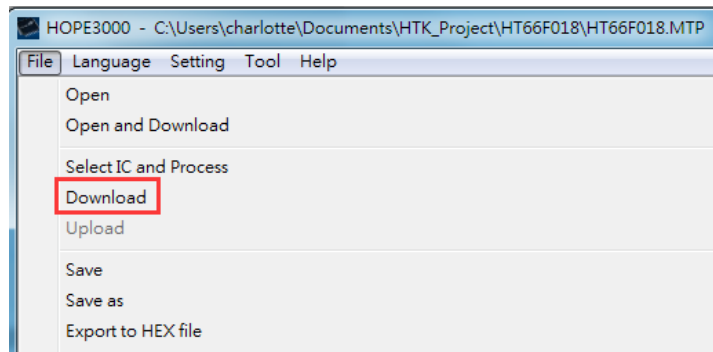 HOPE3000 - C:\Users\charlotte\Documents\HTK_Project\HT66F018\HT66F018.MTP
File Language Setting Tool Help
Open
Open and Download
Select IC and Process
Download
Upload
Save
Save as
Export to HEX file